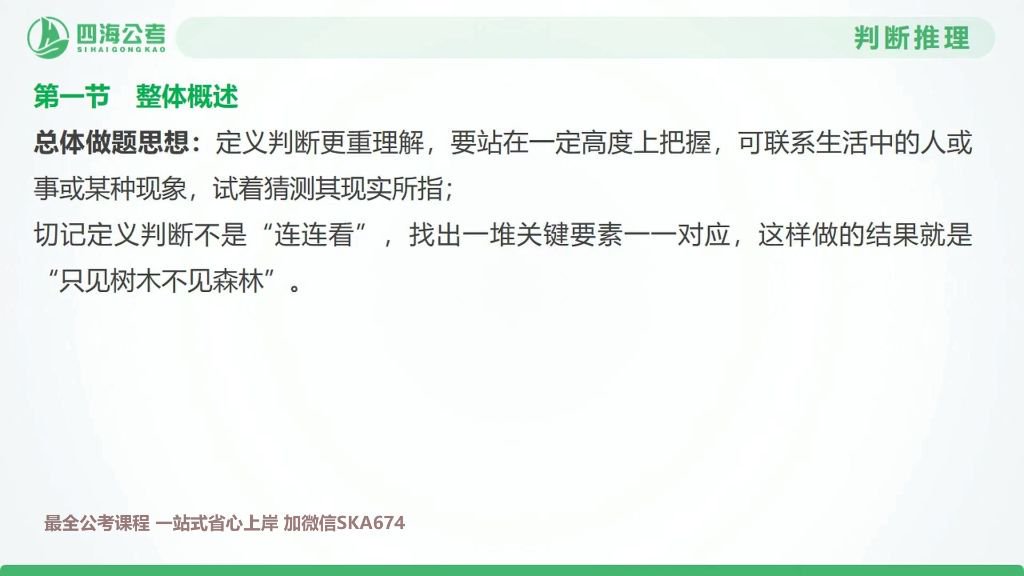 四海公考
SIHAIGONGKAO
判断推理
第一节 整体概述
总体做题思想：定义判断更重理解，要站在一定高度上把握，可联系生活中的人或
事或某种现象，试着猜测其现实所指；
切记定义判断不是“连连看”，找出一堆关键要素一一对应，这样做的结果就是
“只见树木不见森林”。
最全公考课程 一站式省心上岸 加微信SKA674